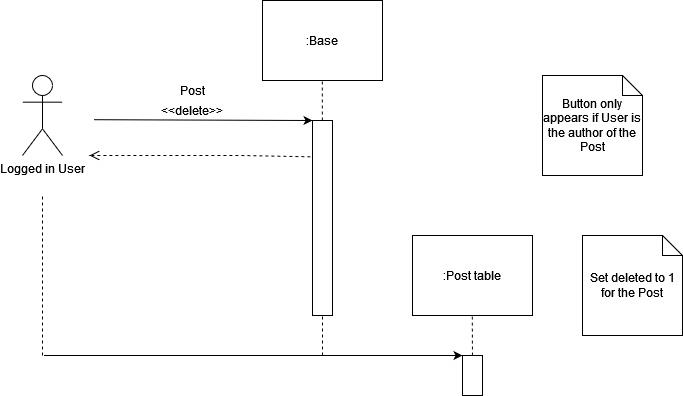 :Base
Post
<<delete>>
Logged in User
Button only
appears if User is
the author of the
Post
:Post table
Set deleted to 1
for the Post